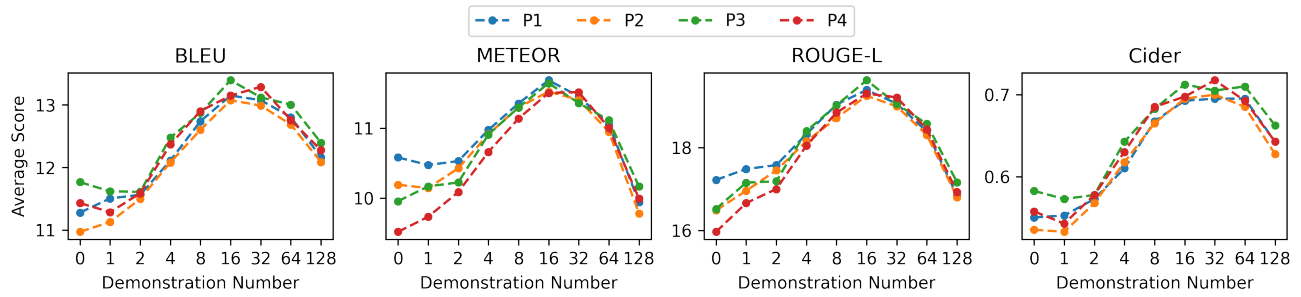 P1 P2 P3 P4
BLEU METEOR ROUGE-L Cider
Average Score
13
12
11
0 1 2 4 8 16 32 64 128
Demonstration Number
11
10
0 1 2 4 8 16 32 64 128
Demonstration Number
18
16
0 1 2 4 8 16 32 64 128
Demonstration Number
0.7
0.6
0 1 2 4 8 16 32 64 128
Demonstration Number